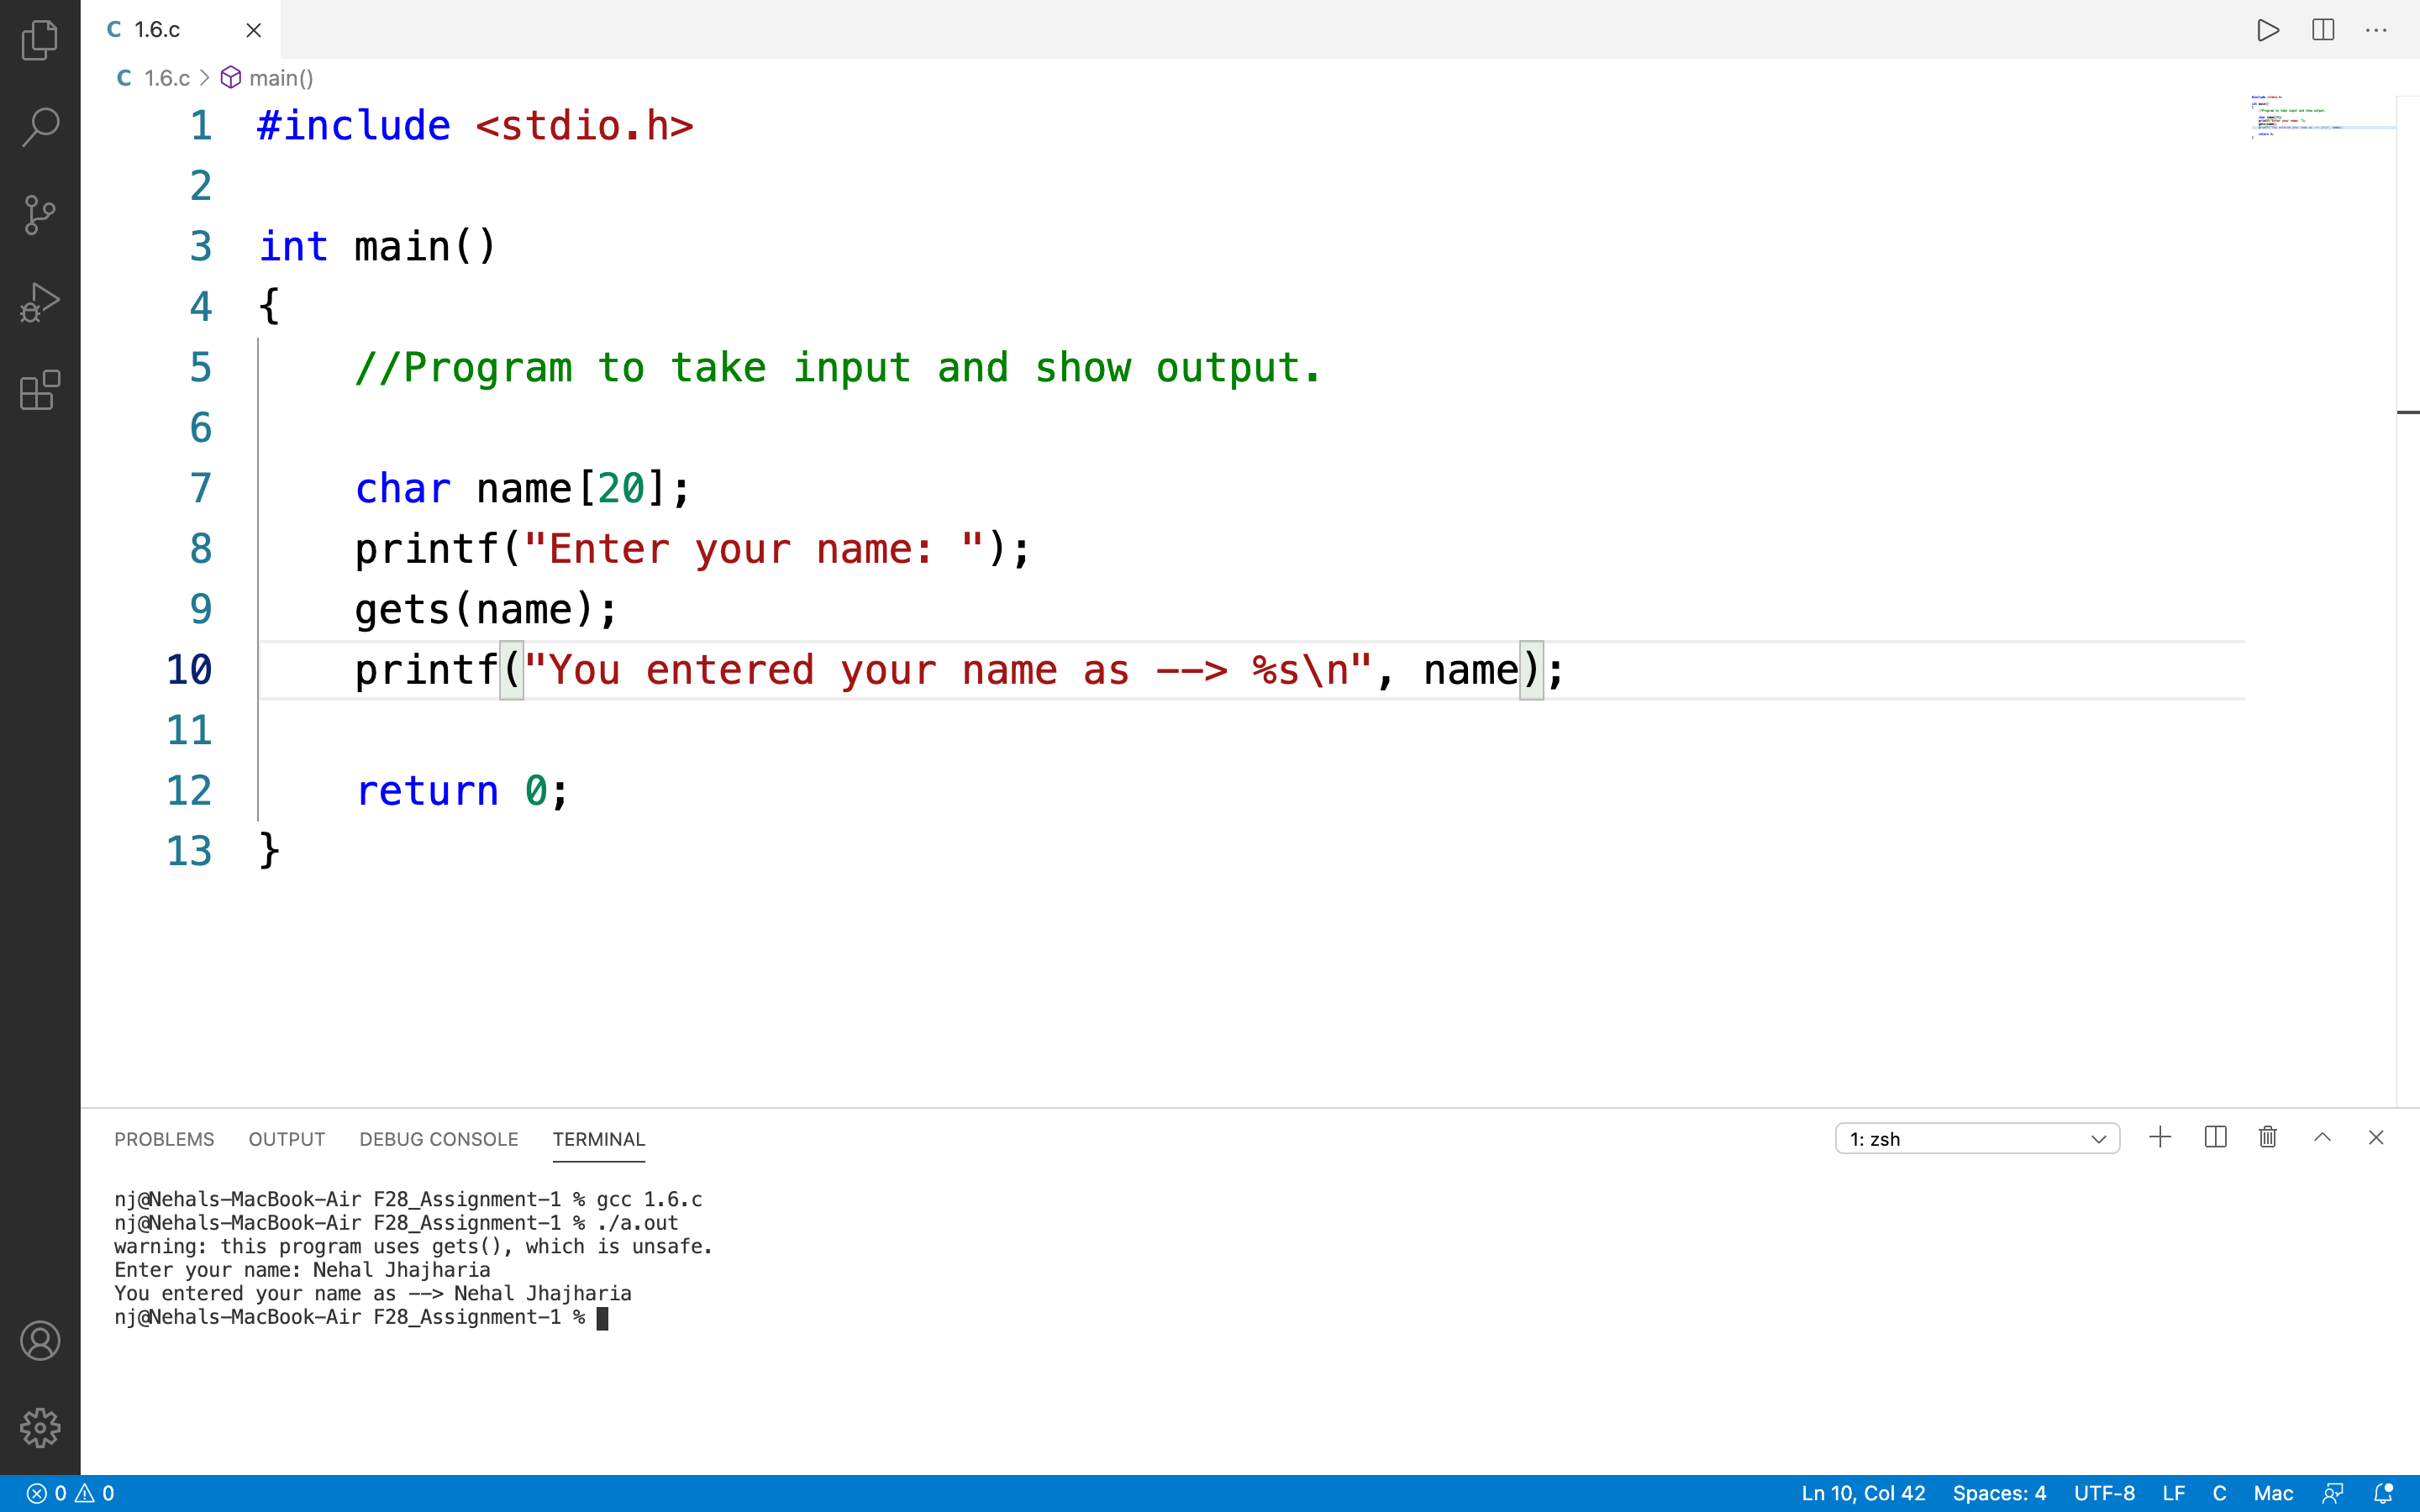 C 1.6.c
C 1.6.c > main()
1 #include <stdio.h>
2
3 int main()
4 {
5     //Program to take input and show output.
6
7     char name[20];
8     printf("Enter your name: ");
9     gets(name);
10     printf("You entered your name as --> %s\n", name);
11
12     return 0;
13 }
PROBLEMS OUTPUT DEBUG CONSOLE TERMINAL 1: zsh
nj@Nehals-MacBook-Air F28_Assignment-1 % gcc 1.6.c
nj@Nehals-MacBook-Air F28_Assignment-1 % ./a.out
warning: this program uses gets(), which is unsafe.
Enter your name: Nehal Jhajharia
You entered your name as --> Nehal Jhajharia
nj@Nehals-MacBook-Air F28_Assignment-1 %
0 0 Ln 10, Col 42 Spaces: 4 UTF-8 LF C Mac